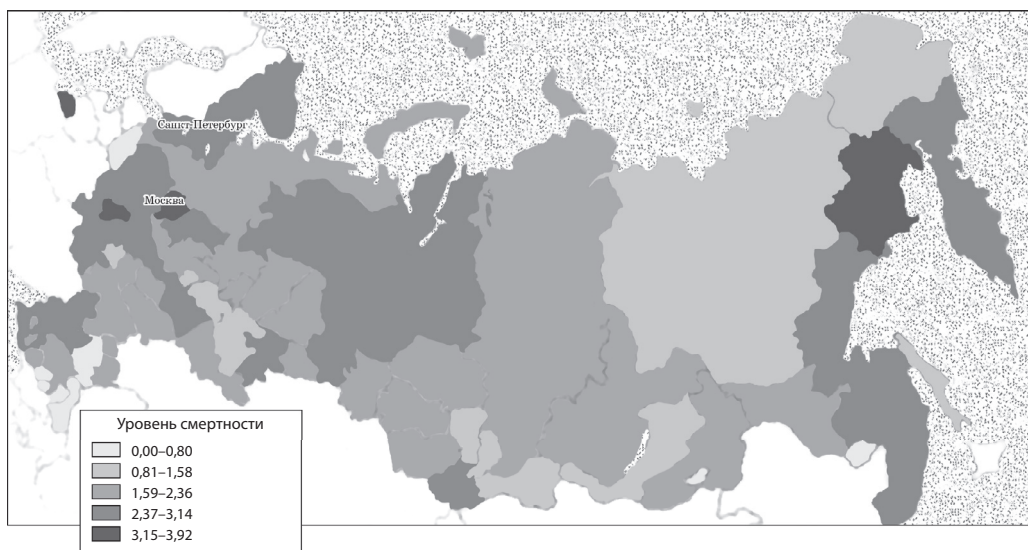 Санкт-Петербург
Москва
Уровень смертности
0,00–0,80
0,81–1,58
1,59–2,36
2,37–3,14
3,15–3,92